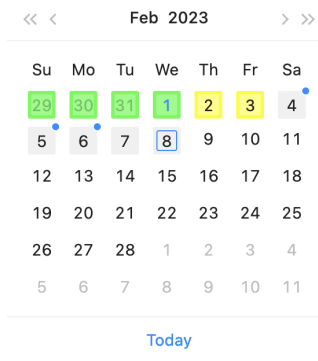 « < Feb 2023 > »
Su Mo Tu We Th Fr Sa
29 30 31 1 2 3 4
5 6 7 8 9 10 11
12 13 14 15 16 17 18
19 20 21 22 23 24 25
26 27 28 1 2 3 4
5 6 7 8 9 10 11
Today